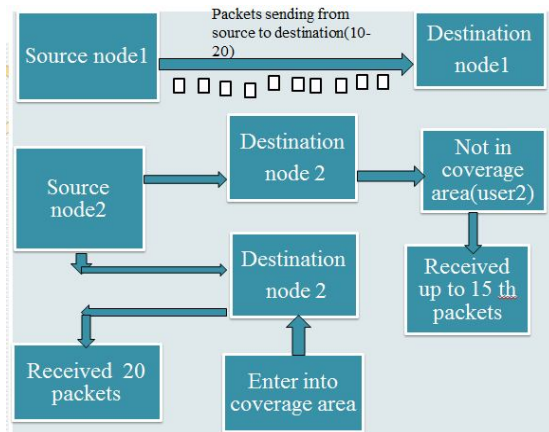 Packets sending from
source to destination(10-
20)
Source node1
Destination
node1
Source
node2
Destination
node 2
Not in
coverage
area(user2)
Destination
node 2
Received
up to 15 th
packets
Received 20
packets
Enter into
coverage area